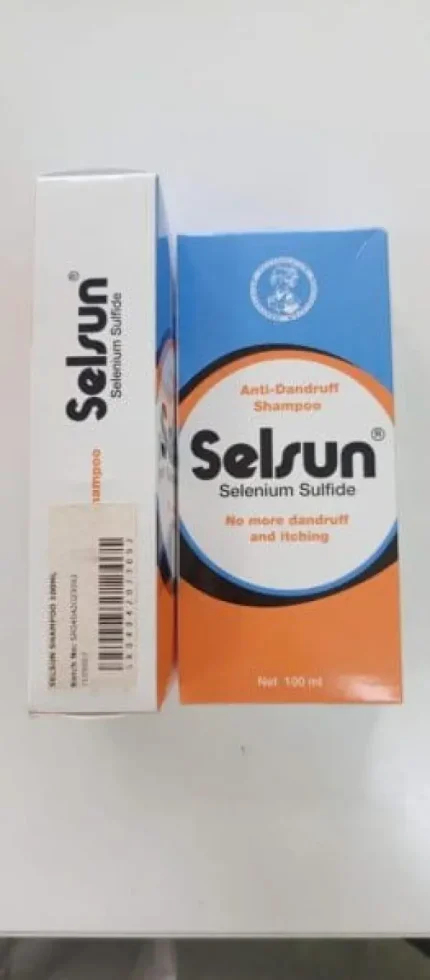 Selsun®
Selenium Sulfide
hampoo
SELSUN SHAMPOO 100ML
Anti-Dandruff
Shampoo
Selsun®
Selenium Sulfide
No more dandruff
and itching
Net 100 ml